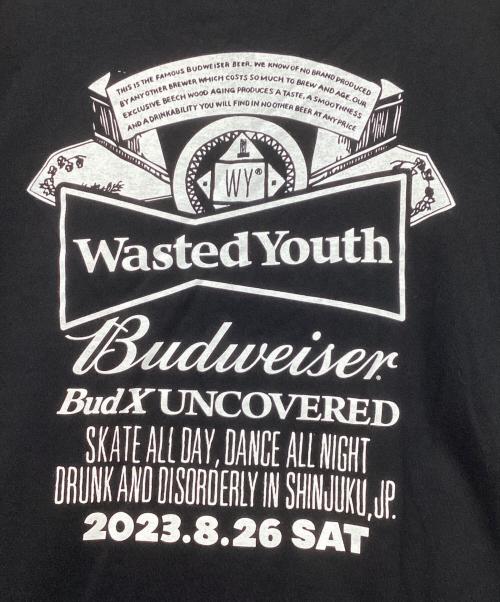 THIS IS THE FAMOUS BUDWEISER BEER. WE KNOW OF NO BRAND PRODUCED
BY ANY OTHER BREWER WHICH COSTS SO MUCH TO BREW AND AGE. OUR
EXCLUSIVE BEECH WOOD AGING PRODUCES A TASTE, A SMOOTHNESS
AND A DRINKABILITY YOU WILL FIND IN NO OTHER BEER AT ANY PRICE
WY®
Wasted Youth
Budweiser
BudX UNCOVERED
SKATE ALL DAY, DANCE ALL NIGHT
DRUNK AND DISORDERLY IN SHINJUKU, JP.
2023.8.26 SAT